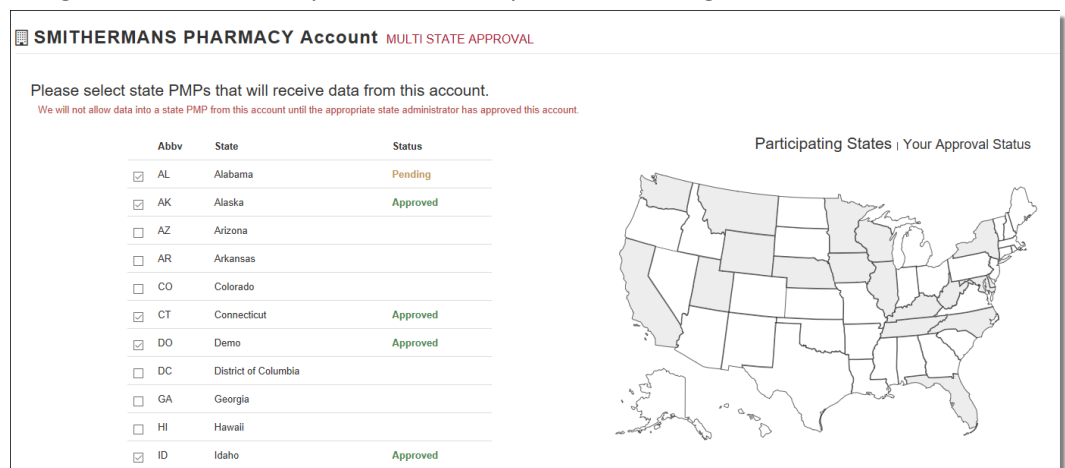 SMITHERMANS PHARMACY Account MULTI STATE APPROVAL
Please select state PMPs that will receive data from this account.
We will not allow data into a state PMP from this account until the appropriate state administrator has approved this account.
Participating States | Your Approval Status
Abbv State Status
AL Alabama Pending
AK Alaska Approved
AZ Arizona
AR Arkansas
CO Colorado
CT Connecticut Approved
DO Demo Approved
DC District of Columbia
GA Georgia
HI Hawaii
ID Idaho Approved